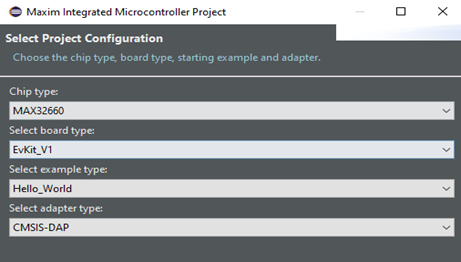 Maxim Integrated Microcontroller Project
Select Project Configuration
Choose the chip type, board type, starting example and adapter.
Chip type:
MAX32660
Select board type:
EvKit_V1
Select example type:
Hello_World
Select adapter type:
CMSIS-DAP